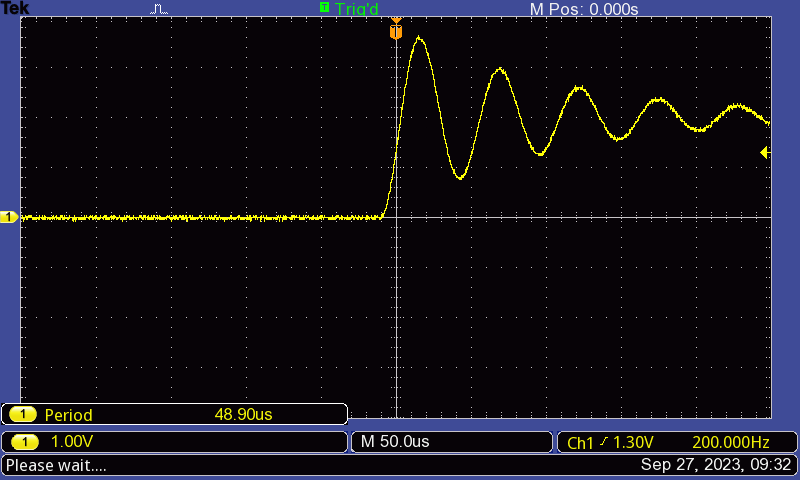 Tek T Trig'd M Pos: 0.000s
T
1
1 Period 48.90us
1 1.00V M 50.0us Ch1 1.30V 200.000Hz
Please wait.... Sep 27, 2023, 09:32